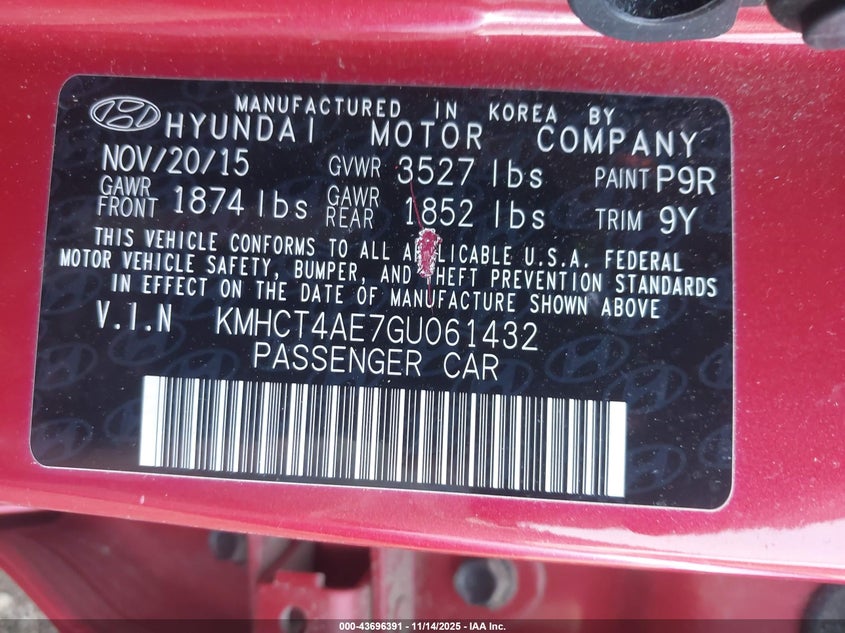 MANUFACTURED IN KOREA BY
HYUNDAI MOTOR COMPANY
NOV/20/15 GVWR 3527 lbs PAINT P9R
GAWR FRONT 1874 lbs GAWR REAR 1852 lbs TRIM 9Y
THIS VEHICLE CONFORMS TO ALL U.S.A. FEDERAL
MOTOR VEHICLE SAFETY, BUMPER, AND THEFT PREVENTION STANDARDS
IN EFFECT ON THE DATE OF MANUFACTURE SHOWN ABOVE
V.I.N KMHCT4AE7GU061432
PASSENGER CAR
000-43696391 - 11/14/2025 - IAA Inc.